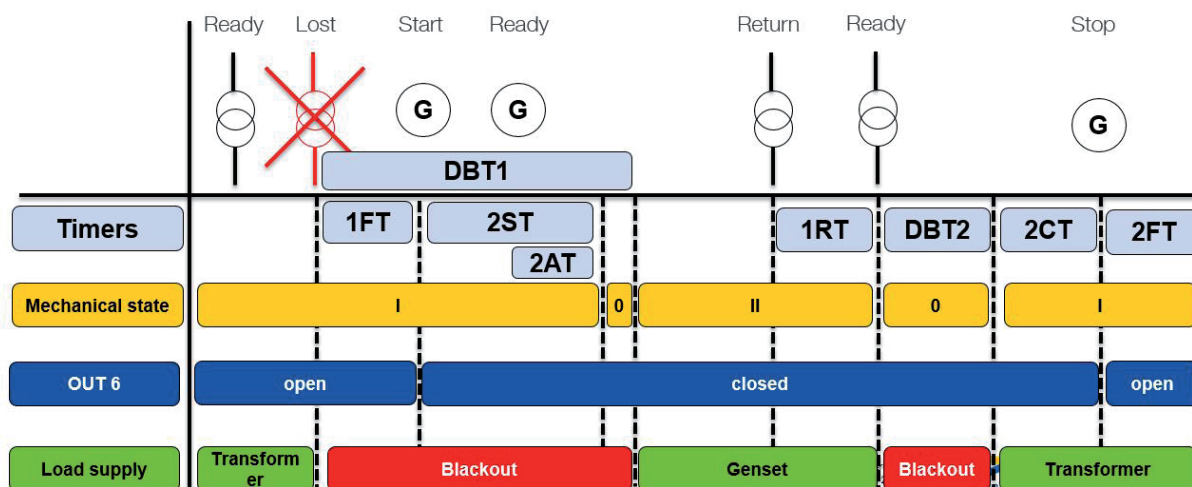 Ready Lost Start Ready Return Ready Stop
G G G
DBT1
Timers 1FT 2ST 1RT DBT2 2CT 2FT
2AT
Mechanical state I 0 II 0 I
OUT 6 open closed open
Load supply Transform
er Blackout Genset Blackout Transformer